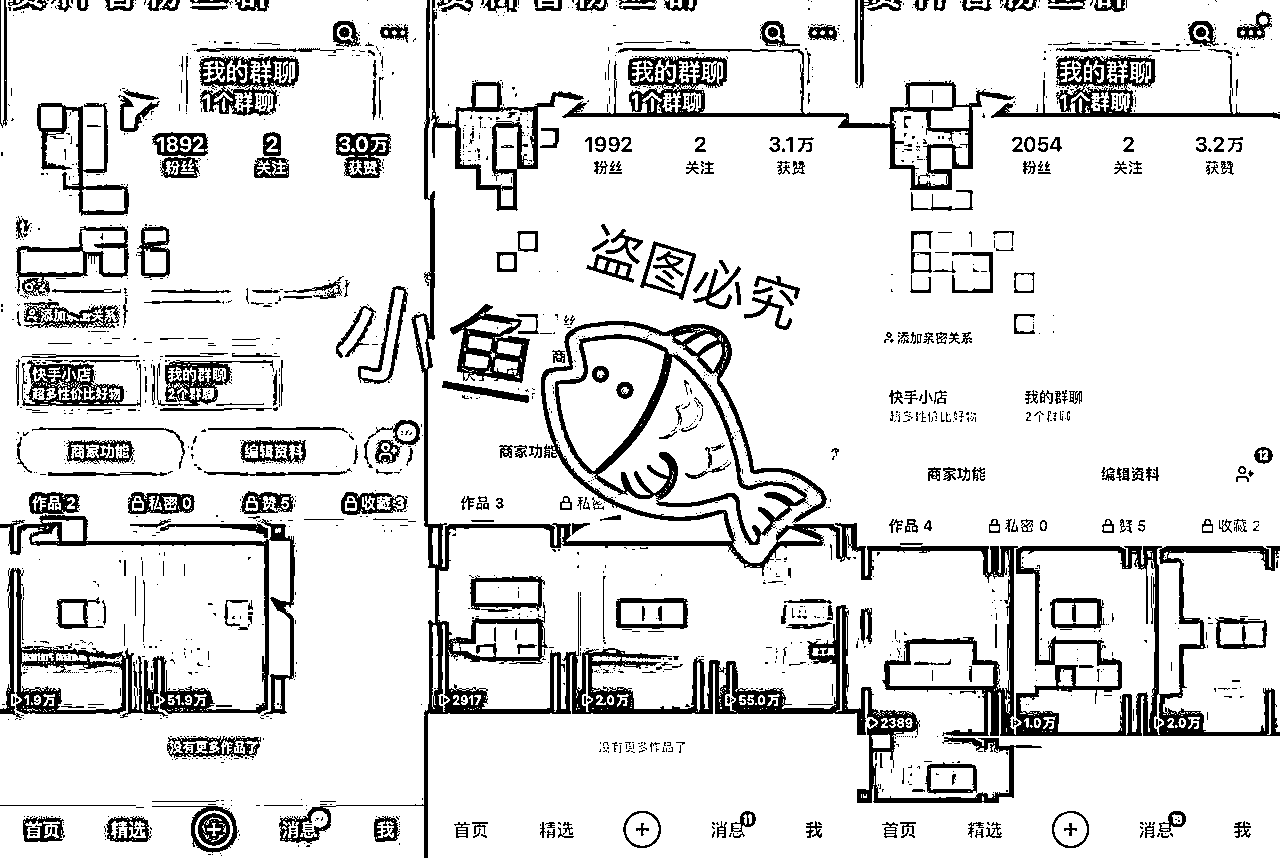 我的群聊
1个群聊
1892
2
3.0万
粉丝
关注
获赞
快手小店
超多性价比好物
我的群聊
2个群聊
商家功能
编辑资料
作品 2
私密 0
赞 5
收藏 3
1.9万
51.9万
没有更多作品了
首页
精选
消息
我
我的群聊
1个群聊
1992
2
3.1万
粉丝
关注
获赞
盗图必究
小鱼
商家功能
作品 3
私密
2917
2.0万
55.0万
没有更多作品了
首页
精选
消息
11
我
我的群聊
1个群聊
2054
2
3.2万
粉丝
关注
获赞
添加亲密关系
快手小店
超多性价比好物
我的群聊
2个群聊
商家功能
编辑资料
作品 4
私密 0
赞 5
收藏 2
2389
1.0万
2.0万
首页
精选
消息
我